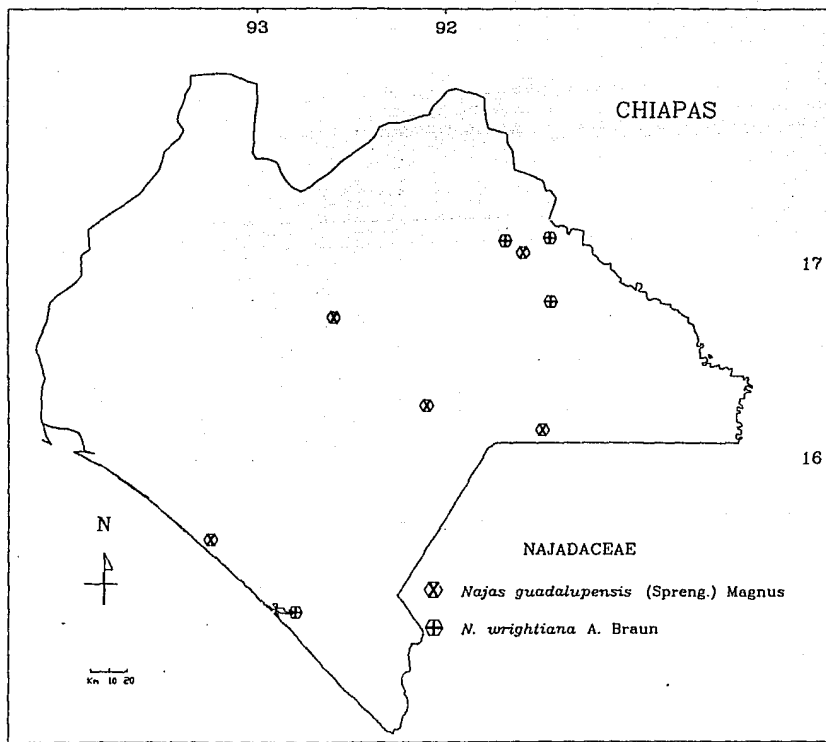 93 92
CHIAPAS
17
16
N
NAJADACEAE
Najas guadalupensis (Spreng.) Magnus
N. wrightiana A. Braun
Km 10 20